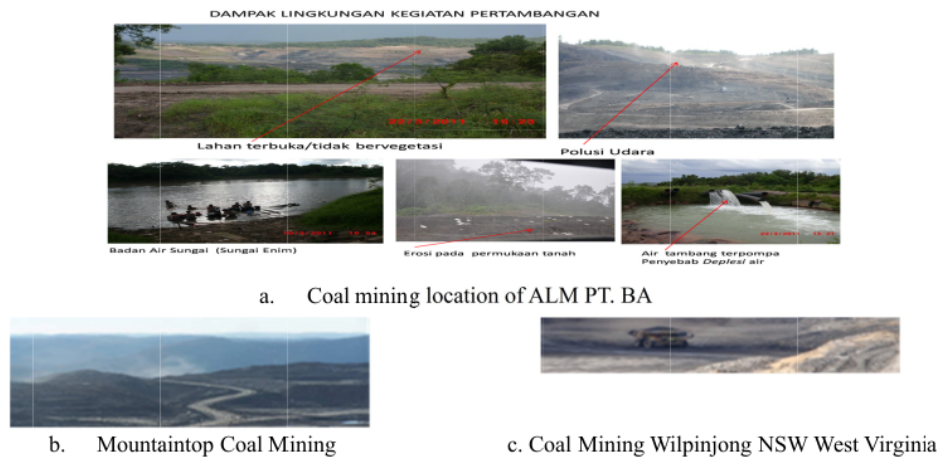 DAMPAK LINGKUNGAN KEGIATAN PERTAMBANGAN
Lahan terbuka/tidak bervegetasi
Polusi Udara
Badan Air Sungai (Sungai Enim)
Erosi pada permukaan tanah
Air tambang terpompa
Penyebab Deplesi air
a. Coal mining location of ALM PT. BA
b. Mountaintop Coal Mining
c. Coal Mining Wilpinjong NSW West Virginia